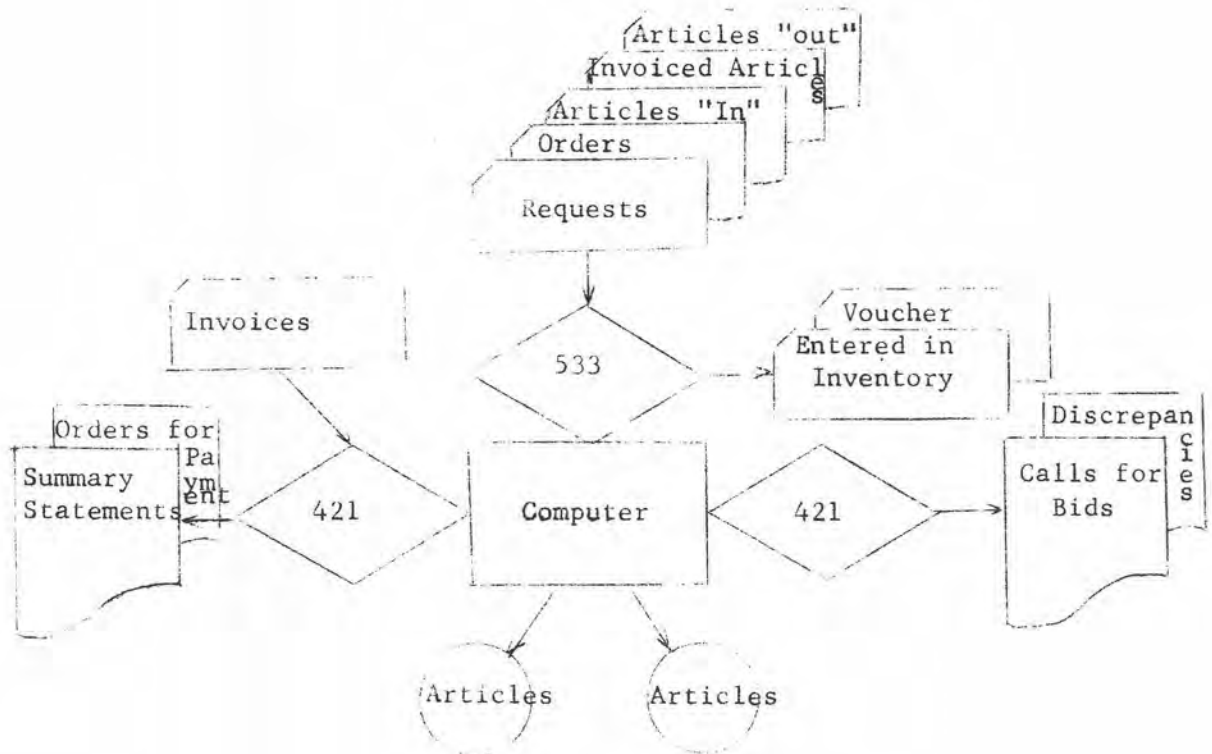 Articles "out"
Invoiced Articles
Articles "In"
Orders
Requests
Invoices
533
Voucher
Entered in
Inventory
Orders for Payment
Summary
Statements
421
Computer
421
Discrepancies
Calls for
Bids
Articles
Articles